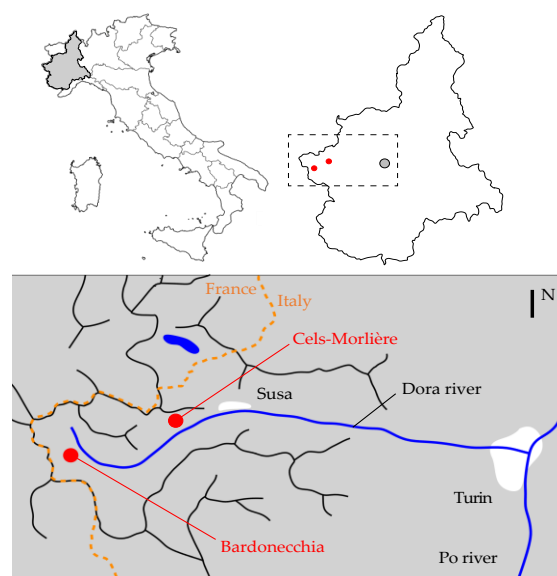 France
Italy
N
Cels-Morlière
Susa
Dora river
Turin
Bardonecchia
Po river